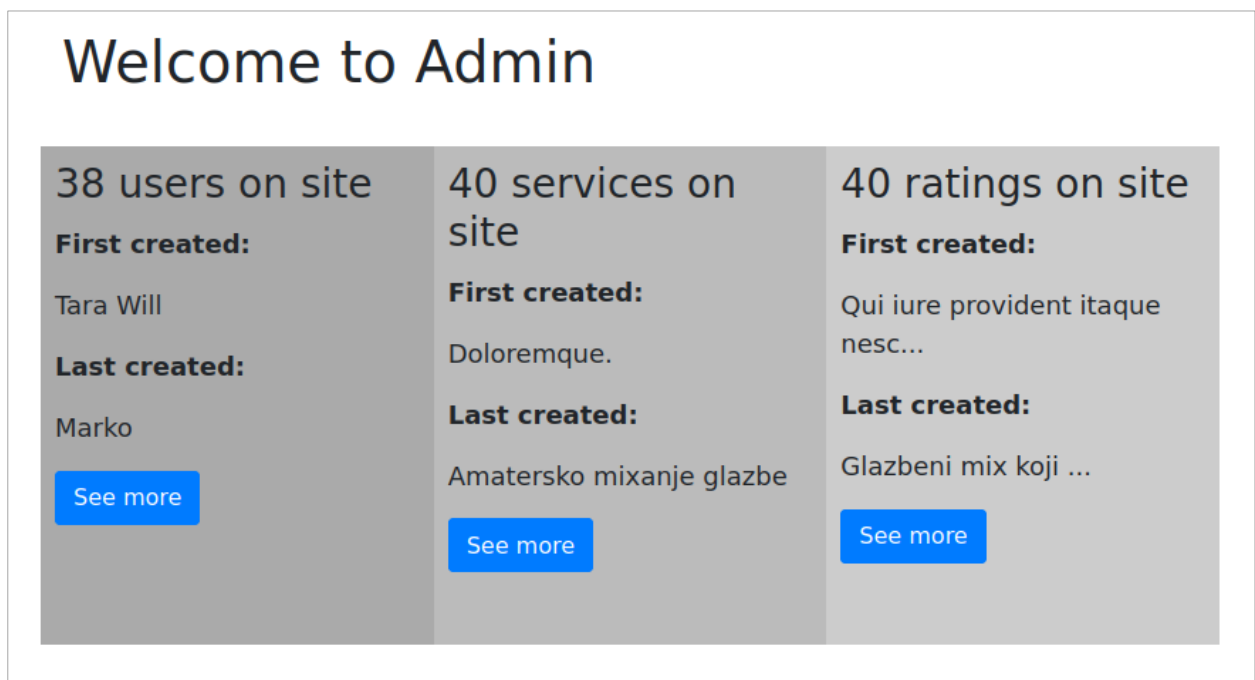 Welcome to Admin
38 users on site
First created:
Tara Will
Last created:
Marko
See more
40 services on
site
First created:
Doloremque.
Last created:
Amatersko mixanje glazbe
See more
40 ratings on site
First created:
Qui iure provident itaque
nesc...
Last created:
Glazbeni mix koji ...
See more